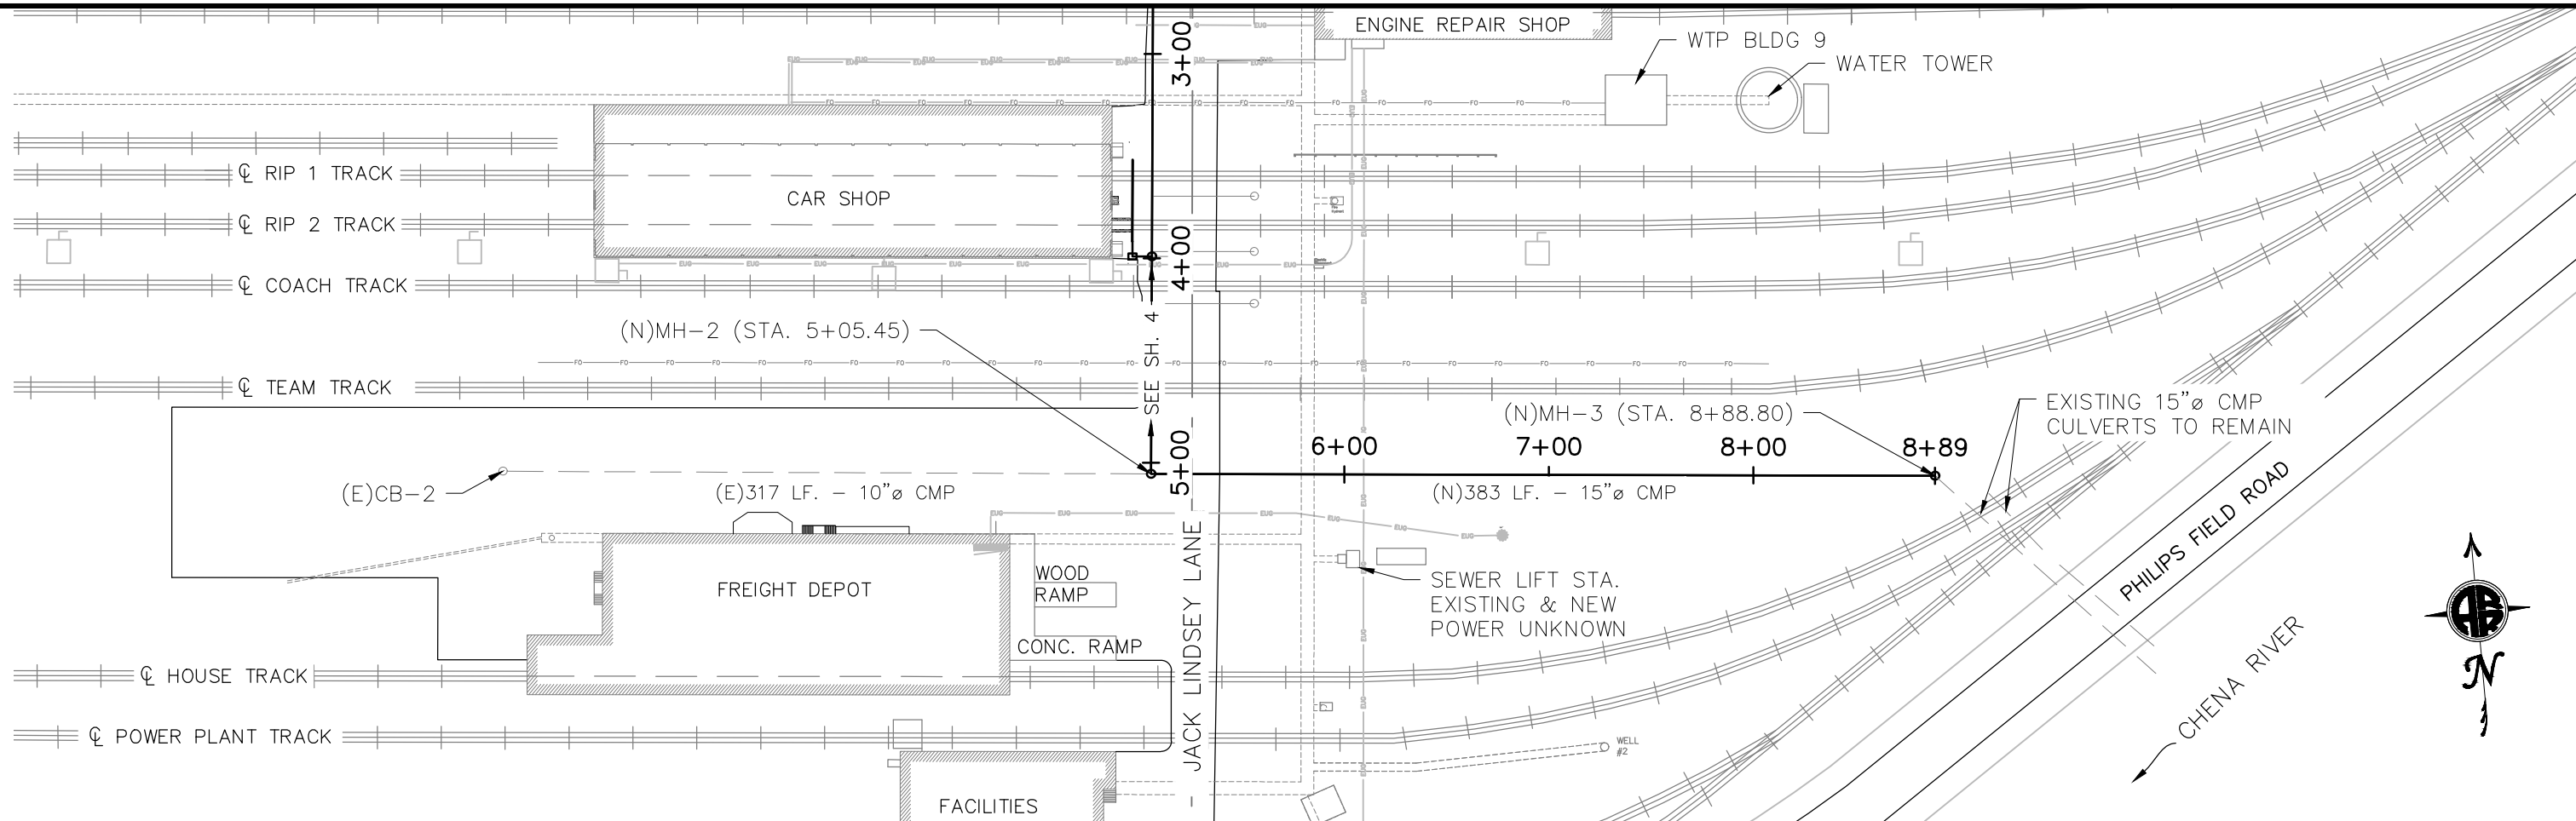 ENGINE REPAIR SHOP
WTP BLDG 9
WATER TOWER
3+00
℄ RIP 1 TRACK
CAR SHOP
℄ RIP 2 TRACK
4+00
℄ COACH TRACK
SEE SH. 4
(N)MH-2 (STA. 5+05.45)
℄ TEAM TRACK
(N)MH-3 (STA. 8+88.80)
EXISTING 15"ø CMP
CULVERTS TO REMAIN
5+00
6+00
7+00
8+00
8+89
(E)CB-2
(E)317 LF. - 10"ø CMP
(N)383 LF. - 15"ø CMP
PHILIPS FIELD ROAD
FREIGHT DEPOT
WOOD
RAMP
JACK LINDSEY LANE
SEWER LIFT STA.
EXISTING & NEW
POWER UNKNOWN
CONC. RAMP
℄ HOUSE TRACK
CHENA RIVER
N
℄ POWER PLANT TRACK
WELL
#2
FACILITIES